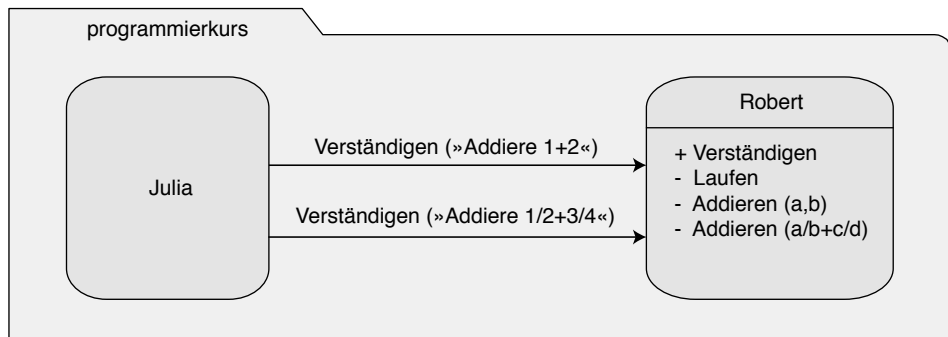 programmierkurs
Julia
Verständigen (»Addiere 1+2«)
Verständigen (»Addiere 1/2+3/4«)
Robert
+ Verständigen
- Laufen
- Addieren (a,b)
- Addieren (a/b+c/d)